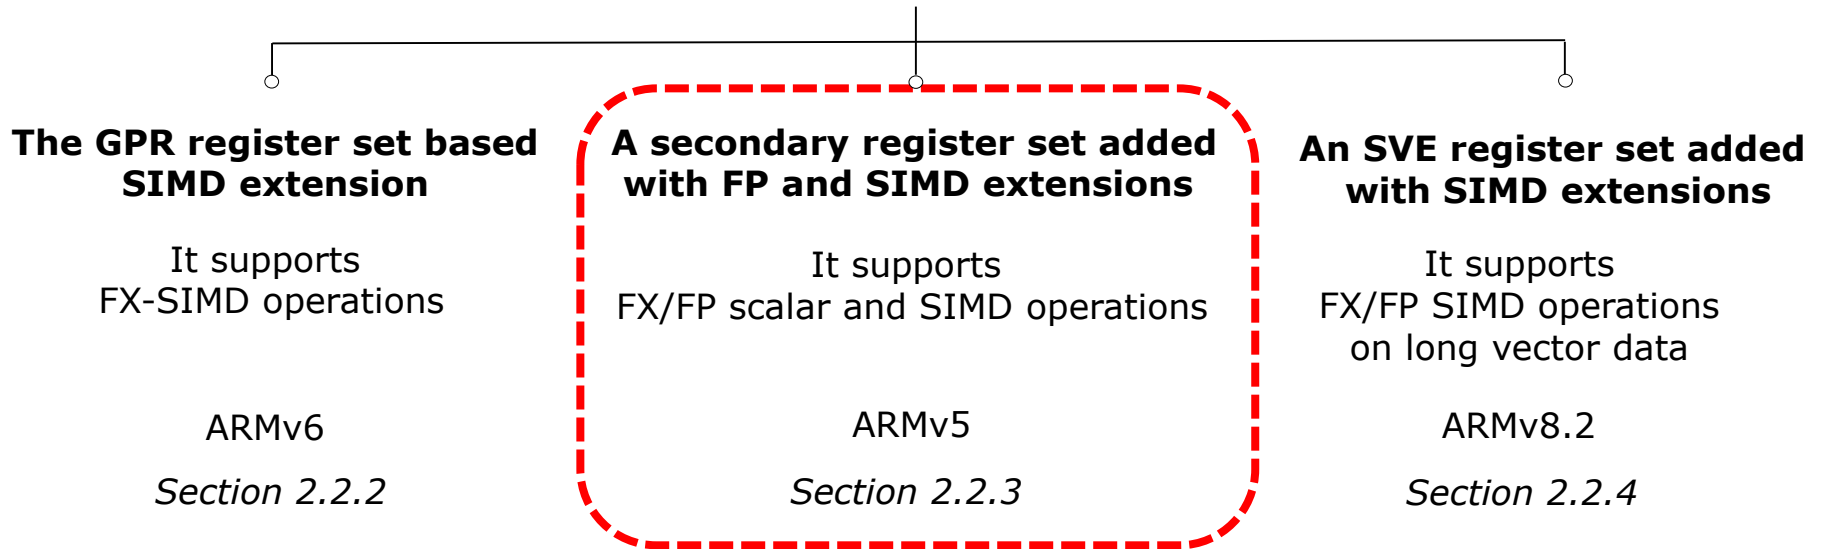 The GPR register set based
SIMD extension
It supports
FX-SIMD operations
ARMv6
Section 2.2.2
A secondary register set added
with FP and SIMD extensions
It supports
FX/FP scalar and SIMD operations
ARMv5
Section 2.2.3
An SVE register set added
with SIMD extensions
It supports
FX/FP SIMD operations
on long vector data
ARMv8.2
Section 2.2.4